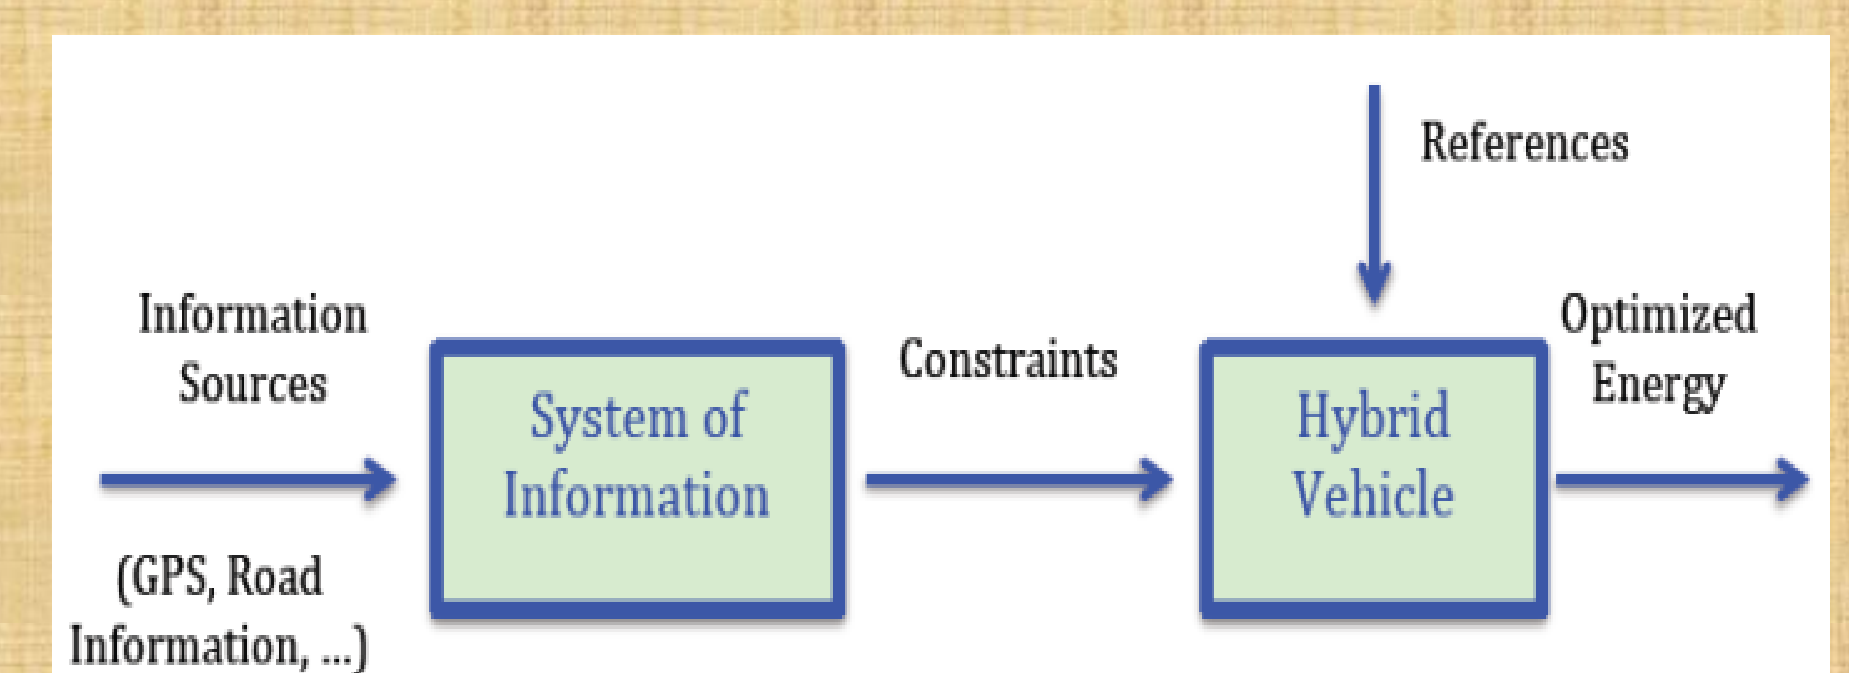 References
Information
Sources
Optimized
Energy
Constraints
System of
Information
Hybrid
Vehicle
(GPS, Road
Information, ...)